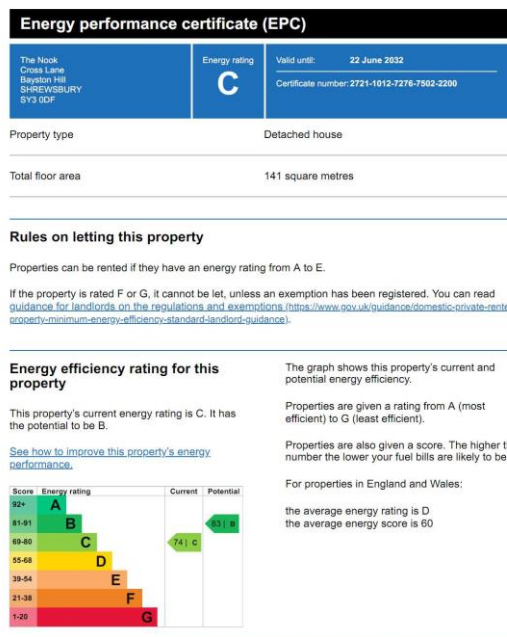 Energy performance certificate (EPC)
The Nook
Cross Lane
Bayston Hill
SHREWSBURY
SY3 0DF
Energy rating
C
Valid until: 22 June 2032
Certificate number: 2721-1012-7276-7502-2200
Property type Detached house
Total floor area 141 square metres
Rules on letting this property
Properties can be rented if they have an energy rating from A to E.
If the property is rated F or G, it cannot be let, unless an exemption has been registered. You can read
guidance for landlords on the regulations and exemptions (https://www.gov.uk/guidance/domestic-private-rente
property-minimum-energy-efficiency-standard-landlord-guidance).
Energy efficiency rating for this
property
This property's current energy rating is C. It has
the potential to be B.
See how to improve this property's energy
performance.
Score Energy rating Current Potential
92+ A
81-91 B 83 | B
69-80 C 74 | C
55-68 D
39-54 E
21-38 F
1-20 G
The graph shows this property's current and
potential energy efficiency.
Properties are given a rating from A (most
efficient) to G (least efficient).
Properties are also given a score. The higher t
number the lower your fuel bills are likely to be
For properties in England and Wales:
the average energy rating is D
the average energy score is 60